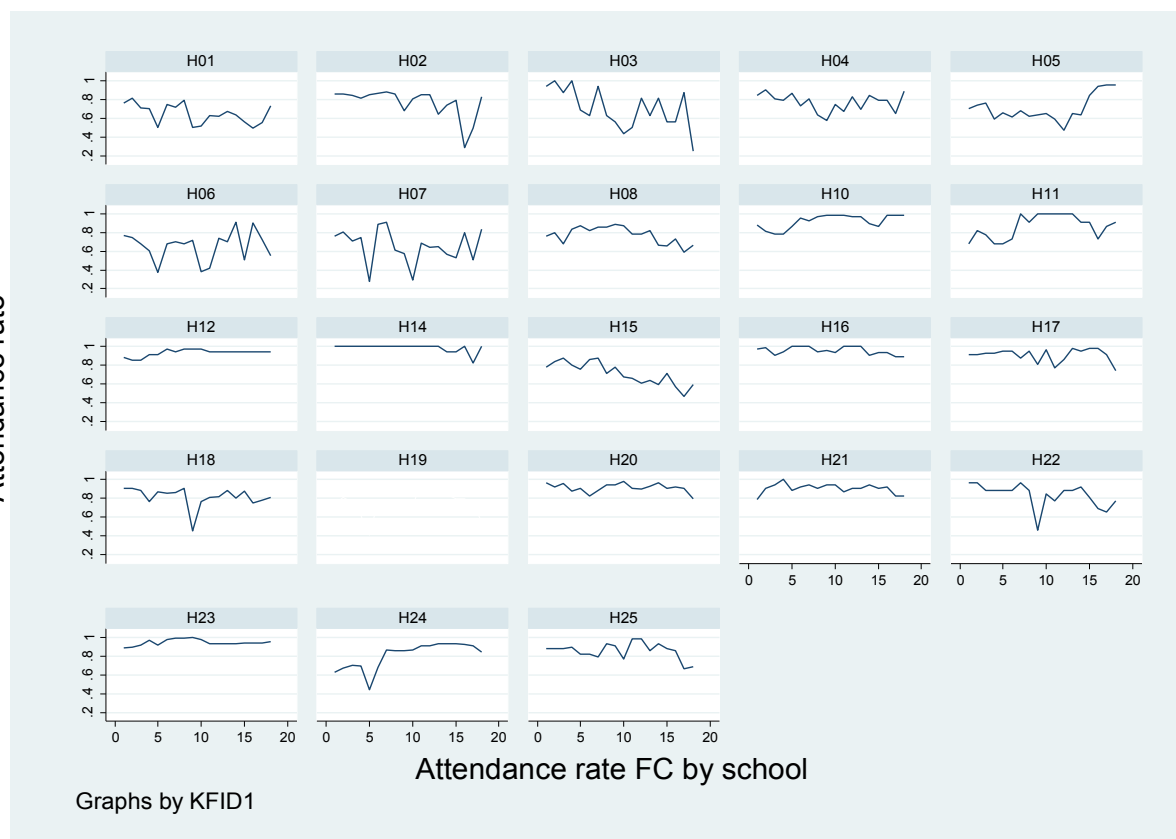 H01 H02 H03 H04 H05
.2 .4 .6 .8 1
H06 H07 H08 H10 H11
.2 .4 .6 .8 1
H12 H14 H15 H16 H17
.2 .4 .6 .8 1
H18 H19 H20 H21 H22
.2 .4 .6 .8 1
0 5 10 15 20 0 5 10 15 20
H23 H24 H25
.2 .4 .6 .8 1
0 5 10 15 20 0 5 10 15 20 0 5 10 15 20
Attendance rate FC by school
Graphs by KFID1